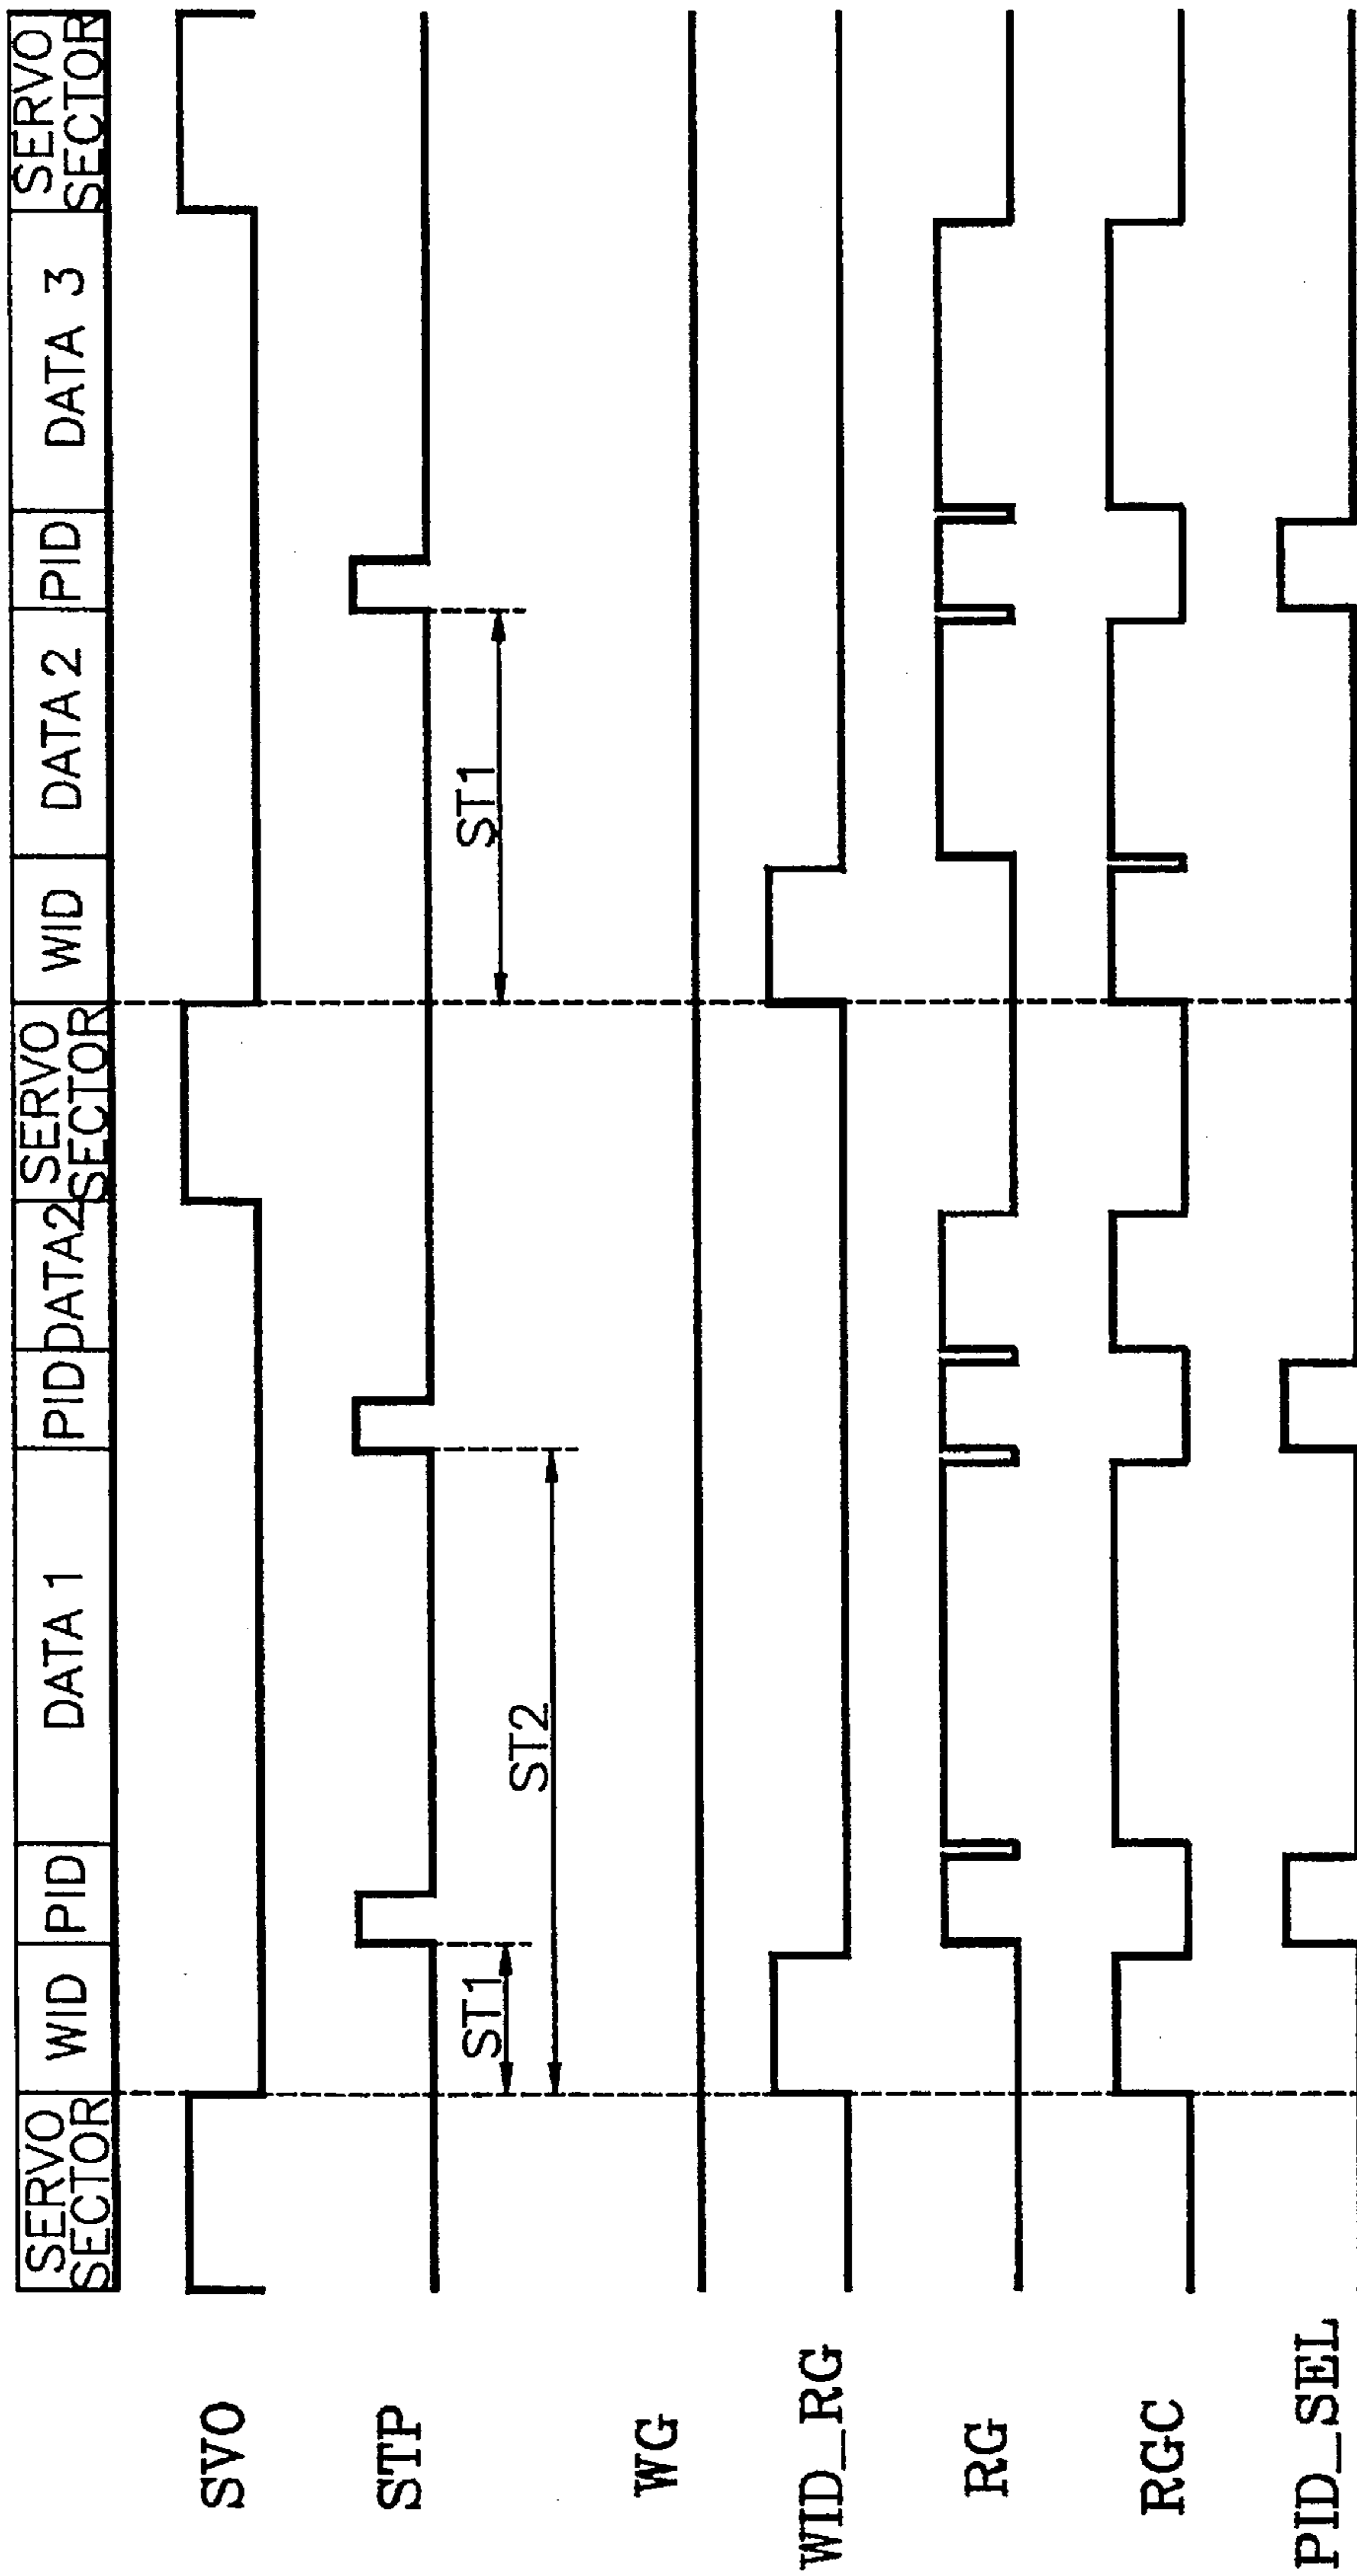 SERVO
SECTOR
WID
PID
DATA 1
PID
DATA2
SERVO
SECTOR
WID
DATA 2
PID
DATA 3
SERVO
SECTOR
SVO
STP
ST1
ST2
ST1
WG
WID_RG
RG
RGC
PID_SEL